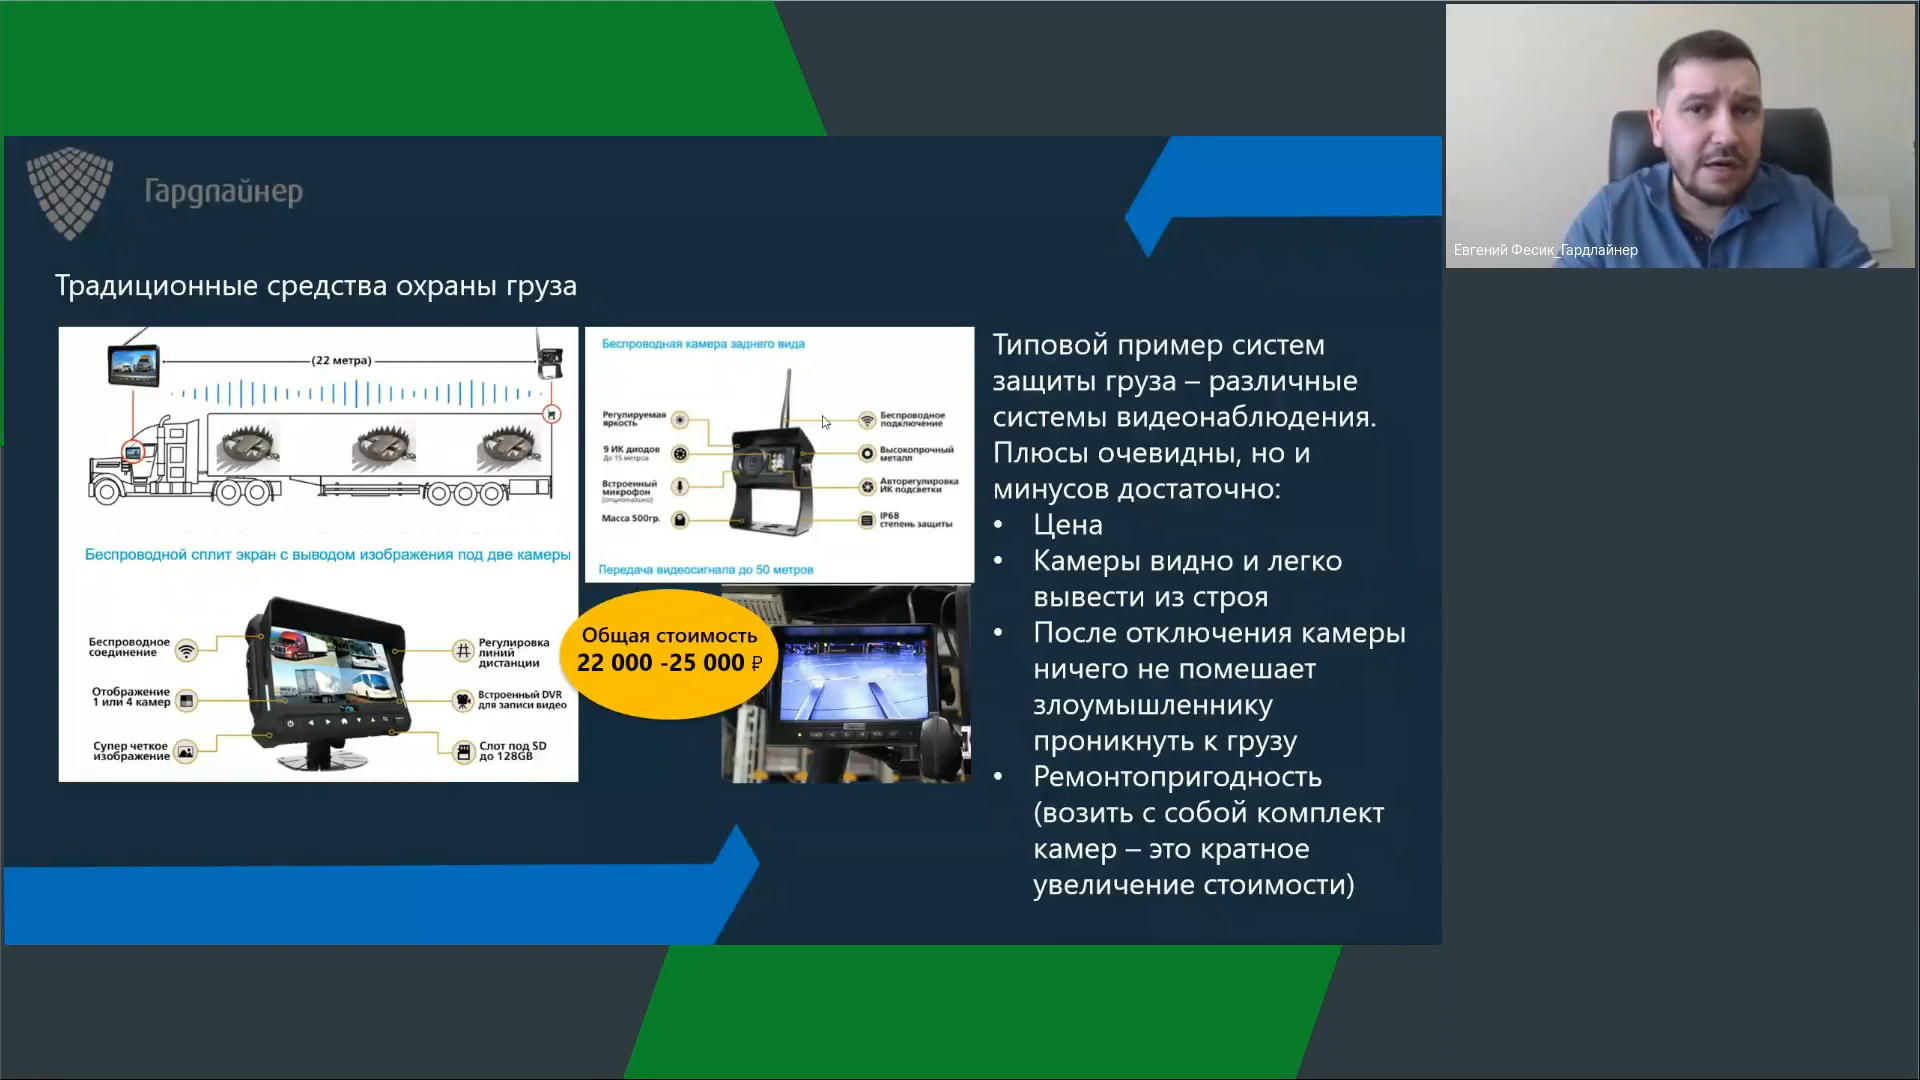 Гардлайнер
Евгений Фесик_Гардлайнер
Традиционные средства охраны груза
(22 метра)
Беспроводной сплит экран с выводом изображения под две камеры
Беспроводное
соединение
Отображение
1 или 4 камер
Супер четкое
изображение
Регулировка
линий
дистанции
Встроенный DVR
для записи видео
Слот под SD
до 128GB
Беспроводная камера заднего вида
Регулируемая
яркость
9 ИК диодов
До 15 метров
Встроенный
микрофон
(опционально)
Масса 500гр.
Беспроводное
подключение
Высокопрочный
металл
Авторегулировка
ИК подсветки
IP68
степень защиты
Передача видеосигнала до 50 метров
Общая стоимость
22 000 -25 000 ₽
Типовой пример систем
защиты груза – различные
системы видеонаблюдения.
Плюсы очевидны, но и
минусов достаточно:
• Цена
• Камеры видно и легко
вывести из строя
• После отключения камеры
ничего не помешает
злоумышленнику
проникнуть к грузу
• Ремонтопригодность
(возить с собой комплект
камер – это кратное
увеличение стоимости)